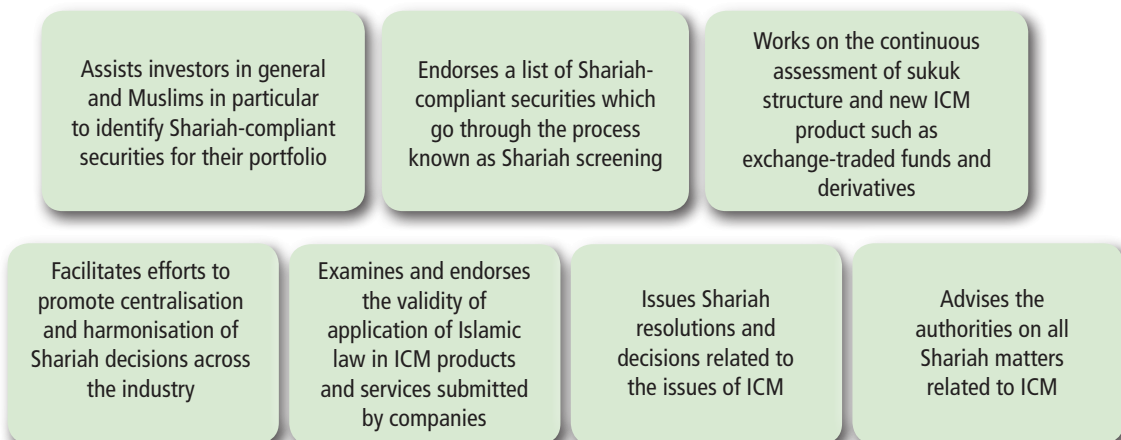 Assists investors in general
and Muslims in particular
to identify Shariah-compliant
securities for their portfolio
Endorses a list of Shariah-
compliant securities which
go through the process
known as Shariah screening
Works on the continuous
assessment of sukuk
structure and new ICM
product such as
exchange-traded funds and
derivatives
Facilitates efforts to
promote centralisation
and harmonisation of
Shariah decisions across
the industry
Examines and endorses
the validity of
application of Islamic
law in ICM products
and services submitted
by companies
Issues Shariah
resolutions and
decisions related to
the issues of ICM
Advises the
authorities on all
Shariah matters
related to ICM